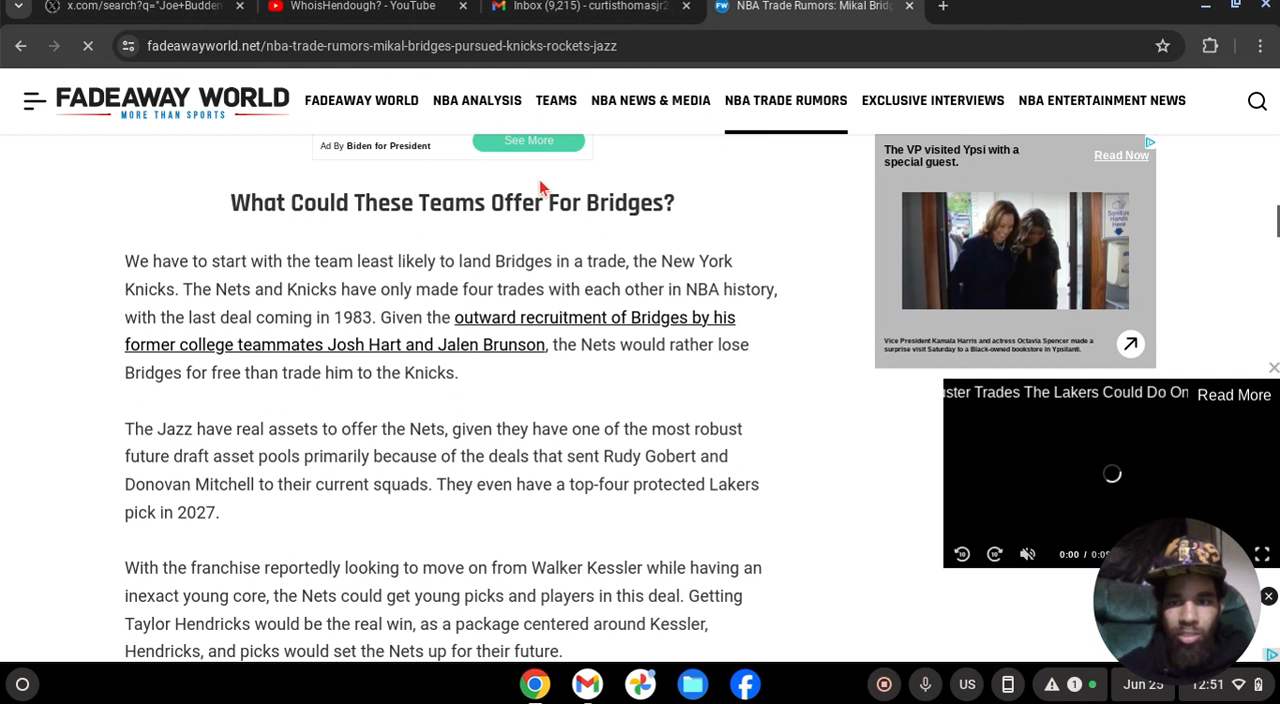 x.com/search?q="Joe+Budden
WhoisHendough? - YouTube
Inbox (9,215) - curtisthomasjr2
NBA Trade Rumors: Mikal Brid
fadeawayworld.net/nba-trade-rumors-mikal-bridges-pursued-knicks-rockets-jazz
FADEAWAY WORLD
MORE THAN SPORTS
FADEAWAY WORLD
NBA ANALYSIS
TEAMS
NBA NEWS & MEDIA
NBA TRADE RUMORS
EXCLUSIVE INTERVIEWS
NBA ENTERTAINMENT NEWS
Ad By Biden for President
See More
The VP visited Ypsi with a
special guest.
Read Now
Vice President Kamala Harris and actress Octavia Spencer made a
surprise visit Saturday to a Black-owned bookstore in Ypsilanti.
What Could These Teams Offer For Bridges?
We have to start with the team least likely to land Bridges in a trade, the New York
Knicks. The Nets and Knicks have only made four trades with each other in NBA history,
with the last deal coming in 1983. Given the outward recruitment of Bridges by his
former college teammates Josh Hart and Jalen Brunson, the Nets would rather lose
Bridges for free than trade him to the Knicks.
The Jazz have real assets to offer the Nets, given they have one of the most robust
future draft asset pools primarily because of the deals that sent Rudy Gobert and
Donovan Mitchell to their current squads. They even have a top-four protected Lakers
pick in 2027.
With the franchise reportedly looking to move on from Walker Kessler while having an
inexact young core, the Nets could get young picks and players in this deal. Getting
Taylor Hendricks would be the real win, as a package centered around Kessler,
Hendricks, and picks would set the Nets up for their future.
uster Trades The Lakers Could Do On
Read More
10
10
0:00 / 0:0
US
1
Jun 25
12:51